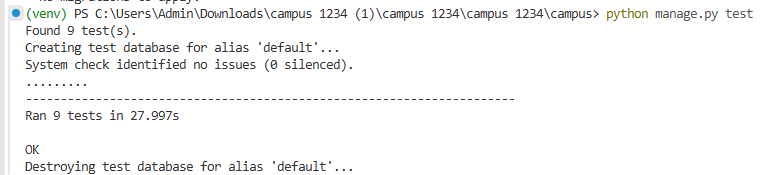 (venv) PS C:\Users\Admin\Downloads\campus 1234 (1)\campus 1234\campus 1234\campus> python manage.py test
Found 9 test(s).
Creating test database for alias 'default'...
System check identified no issues (0 silenced).
.........
----------------------------------------------------------------------
Ran 9 tests in 27.997s
OK
Destroying test database for alias 'default'...